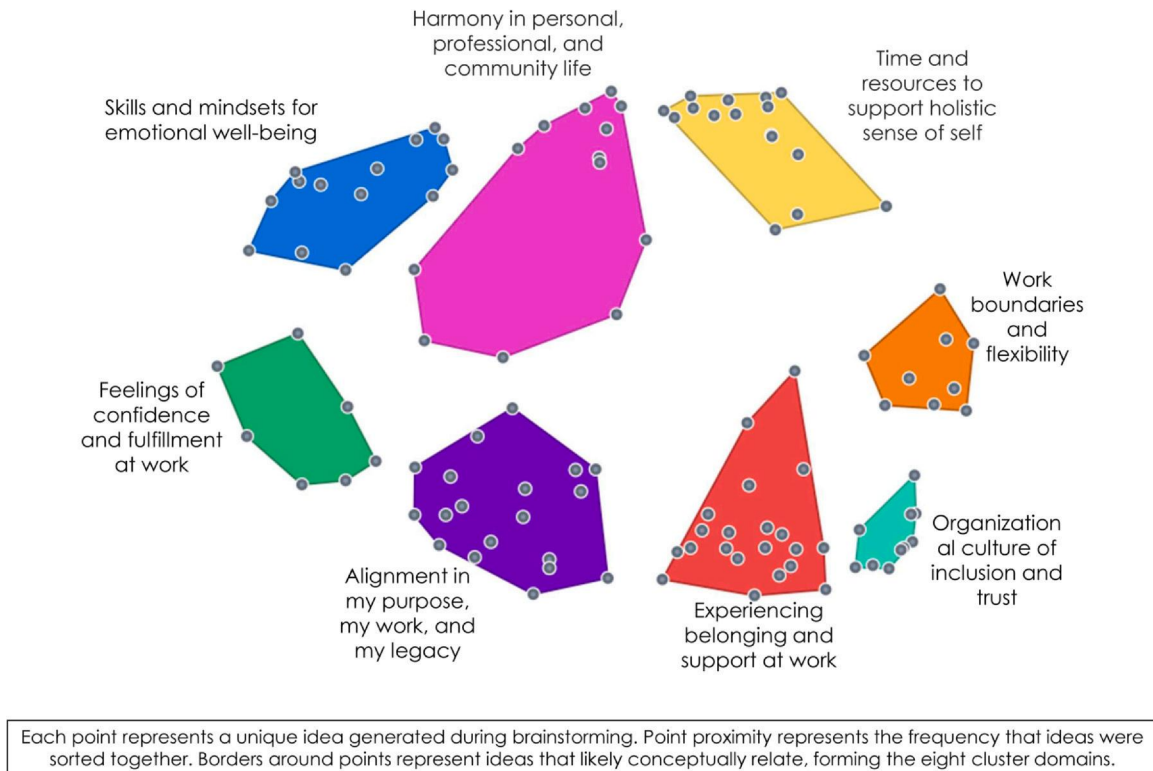 Harmony in personal,
professional, and
community life
Skills and mindsets for
emotional well-being
Time and
resources to
support holistic
sense of self
Work
boundaries
and
flexibility
Feelings of
confidence
and fulfillment
at work
Organization
al culture of
inclusion and
trust
Alignment in
my purpose,
my work, and
my legacy
Experiencing
belonging and
support at work
Each point represents a unique idea generated during brainstorming. Point proximity represents the frequency that ideas were
sorted together. Borders around points represent ideas that likely conceptually relate, forming the eight cluster domains.